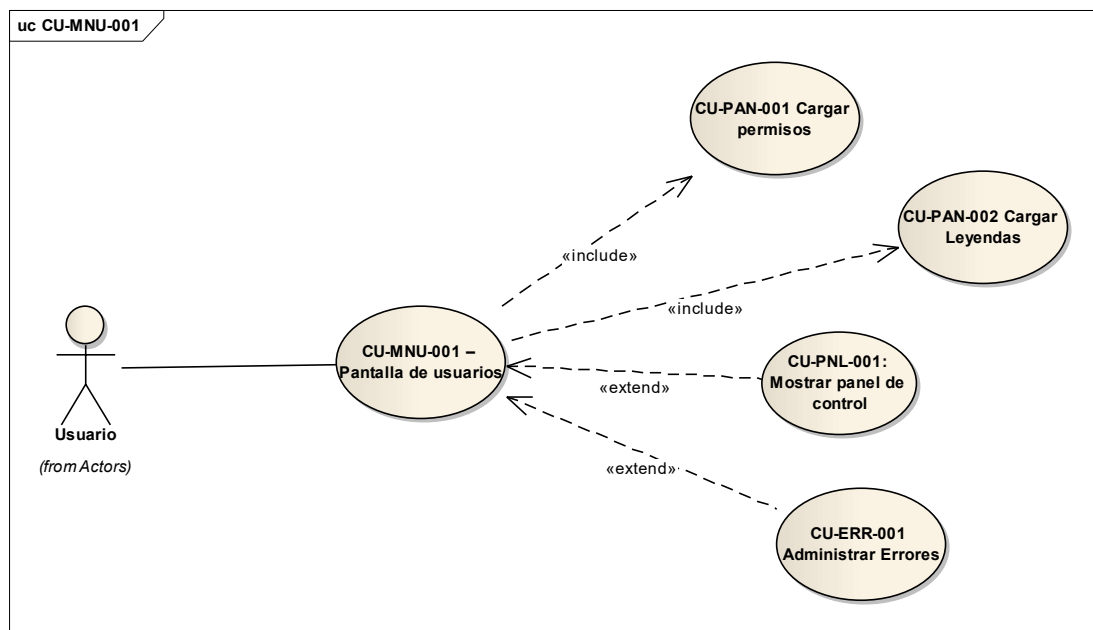 uc CU-MNU-001
CU-PAN-001 Cargar
permisos
CU-PAN-002 Cargar
Leyendas
«include»
«include»
CU-MNU-001 –
Pantalla de usuarios
CU-PNL-001:
Mostrar panel de
control
«extend»
Usuario
(from Actors)
«extend»
CU-ERR-001
Administrar Errores